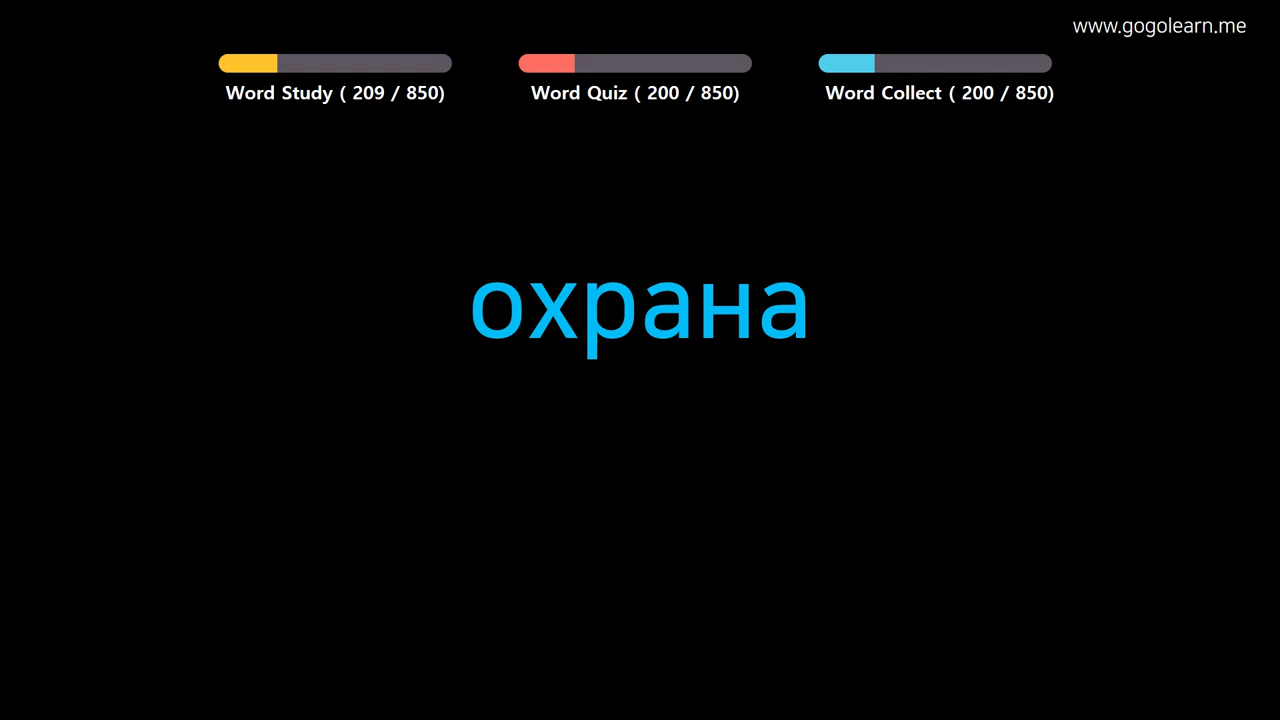 www.gogolearn.me
Word Study ( 209 / 850)
Word Quiz ( 200 / 850)
Word Collect ( 200 / 850)
охрана